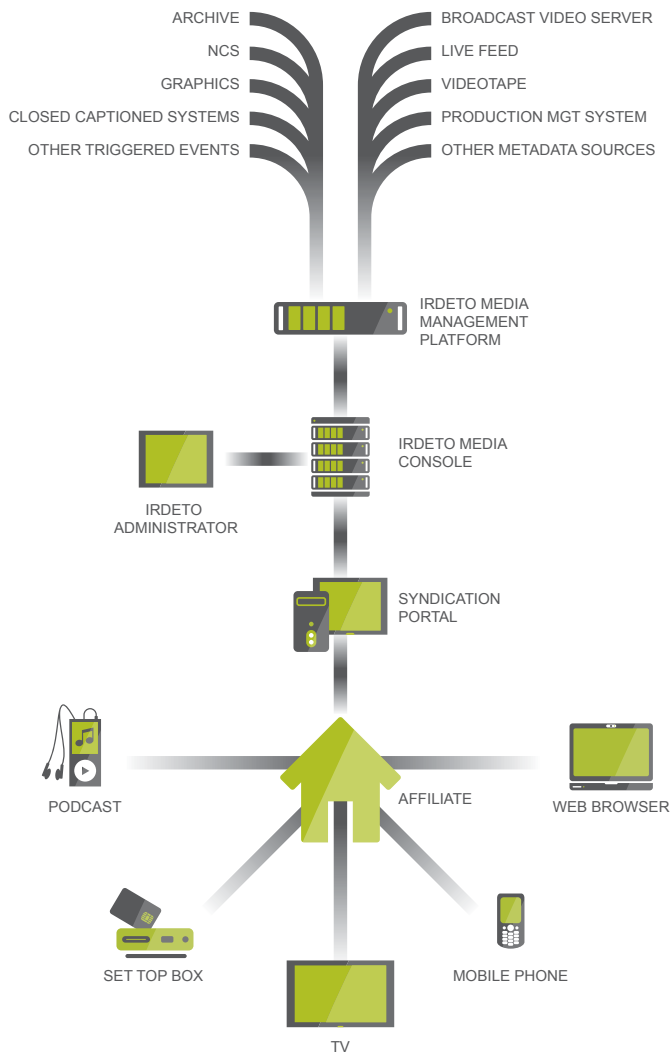 ARCHIVE
NCS
GRAPHICS
CLOSED CAPTIONED SYSTEMS
OTHER TRIGGERED EVENTS
BROADCAST VIDEO SERVER
LIVE FEED
VIDEOTAPE
PRODUCTION MGT SYSTEM
OTHER METADATA SOURCES
IRDETO MEDIA
MANAGEMENT
PLATFORM
IRDETO MEDIA
CONSOLE
IRDETO
ADMINISTRATOR
SYNDICATION
PORTAL
AFFILIATE
PODCAST
WEB BROWSER
SET TOP BOX
MOBILE PHONE
TV